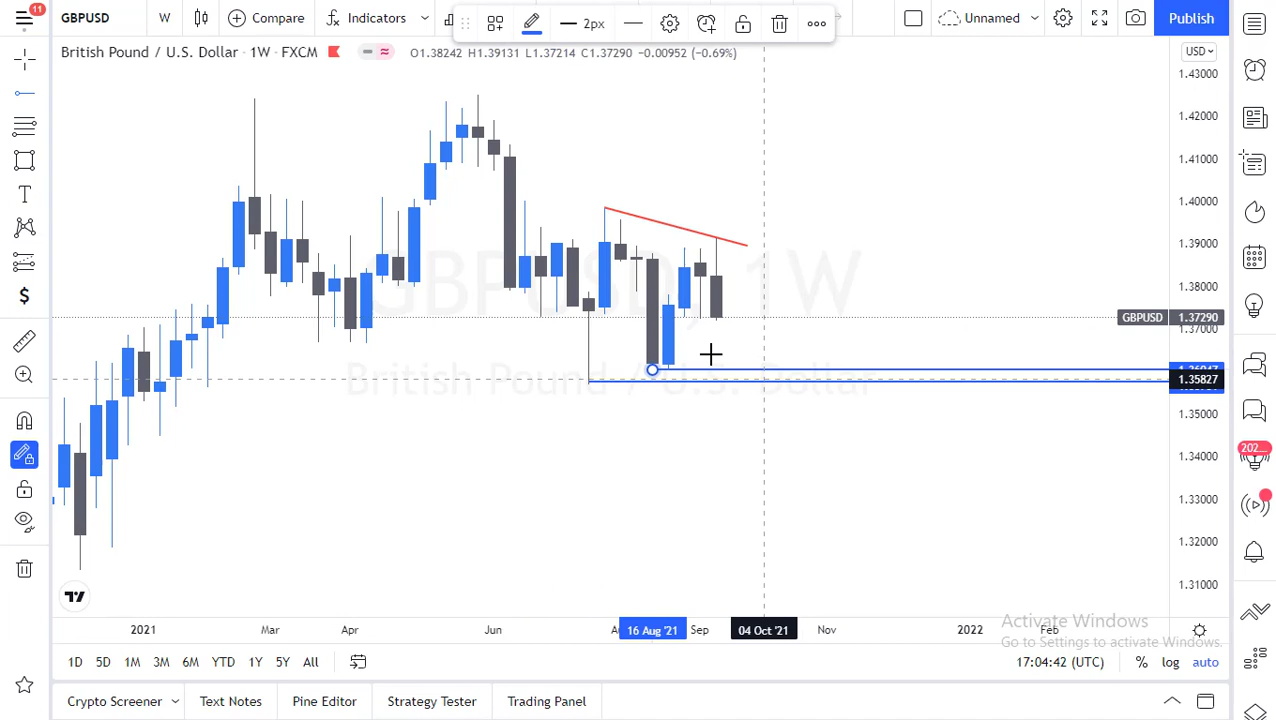 11
GBPUSD
W
Compare
Indicators
2px
Unnamed
Publish
British Pound / U.S. Dollar · 1W · FXCM
O1.38242 H1.39131 L1.37214 C1.37290 −0.00952 (−0.69%)
USD
1.43000
1.42000
1.41000
1.40000
1.39000
1.38000
GBPUSD 1.37290
1.37000
1.35827
1.35000
1.34000
1.33000
1.32000
1.31000
GBPUSD, 1W
British Pound / U.S. Dollar
T
$
202...
2021
Mar
Apr
Jun
16 Aug '21
Sep
04 Oct '21
Nov
2022
Feb
Activate Windows
Go to Settings to activate Windows.
1D 5D 1M 3M 6M YTD 1Y 5Y All
17:04:42 (UTC)
% log auto
Crypto Screener
Text Notes
Pine Editor
Strategy Tester
Trading Panel